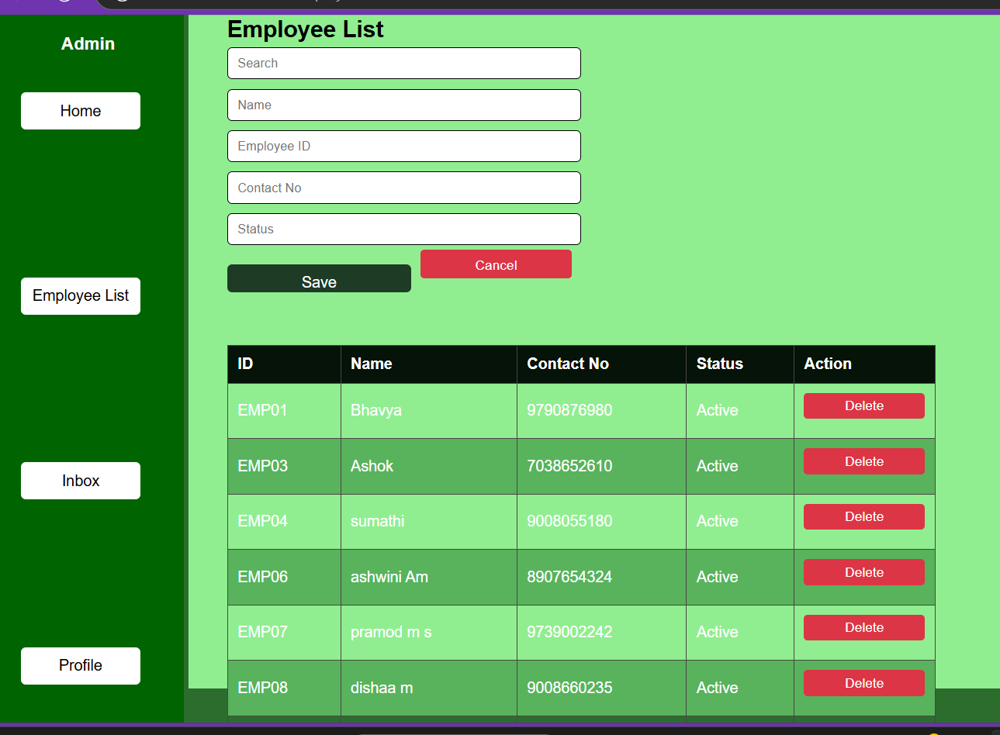 Admin
Home
Employee List
Inbox
Profile
Employee List
Search
Name
Employee ID
Contact No
Status
Save Cancel
ID Name Contact No Status Action
EMP01 Bhavya 9790876980 Active Delete
EMP03 Ashok 7038652610 Active Delete
EMP04 sumathi 9008055180 Active Delete
EMP06 ashwini Am 8907654324 Active Delete
EMP07 pramod m s 9739002242 Active Delete
EMP08 dishaa m 9008660235 Active Delete